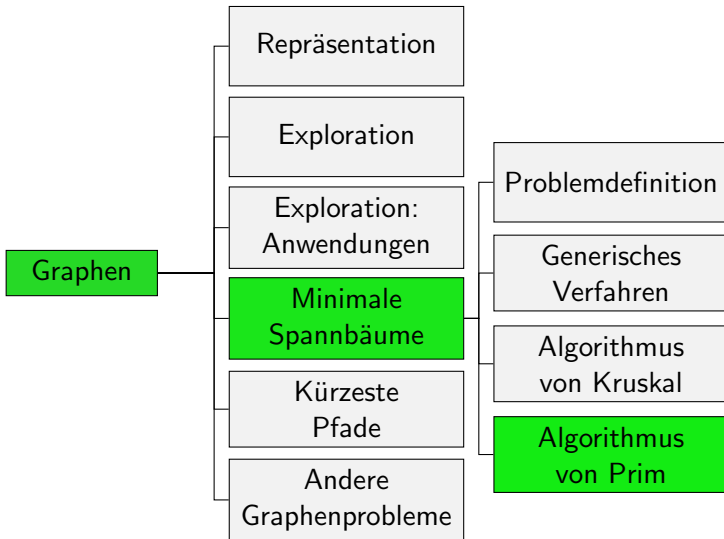 Graphen
Repräsentation
Exploration
Exploration:
Anwendungen
Minimale
Spannbäume
Kürzeste
Pfade
Andere
Graphenprobleme
Problemdefinition
Generisches
Verfahren
Algorithmus
von Kruskal
Algorithmus
von Prim